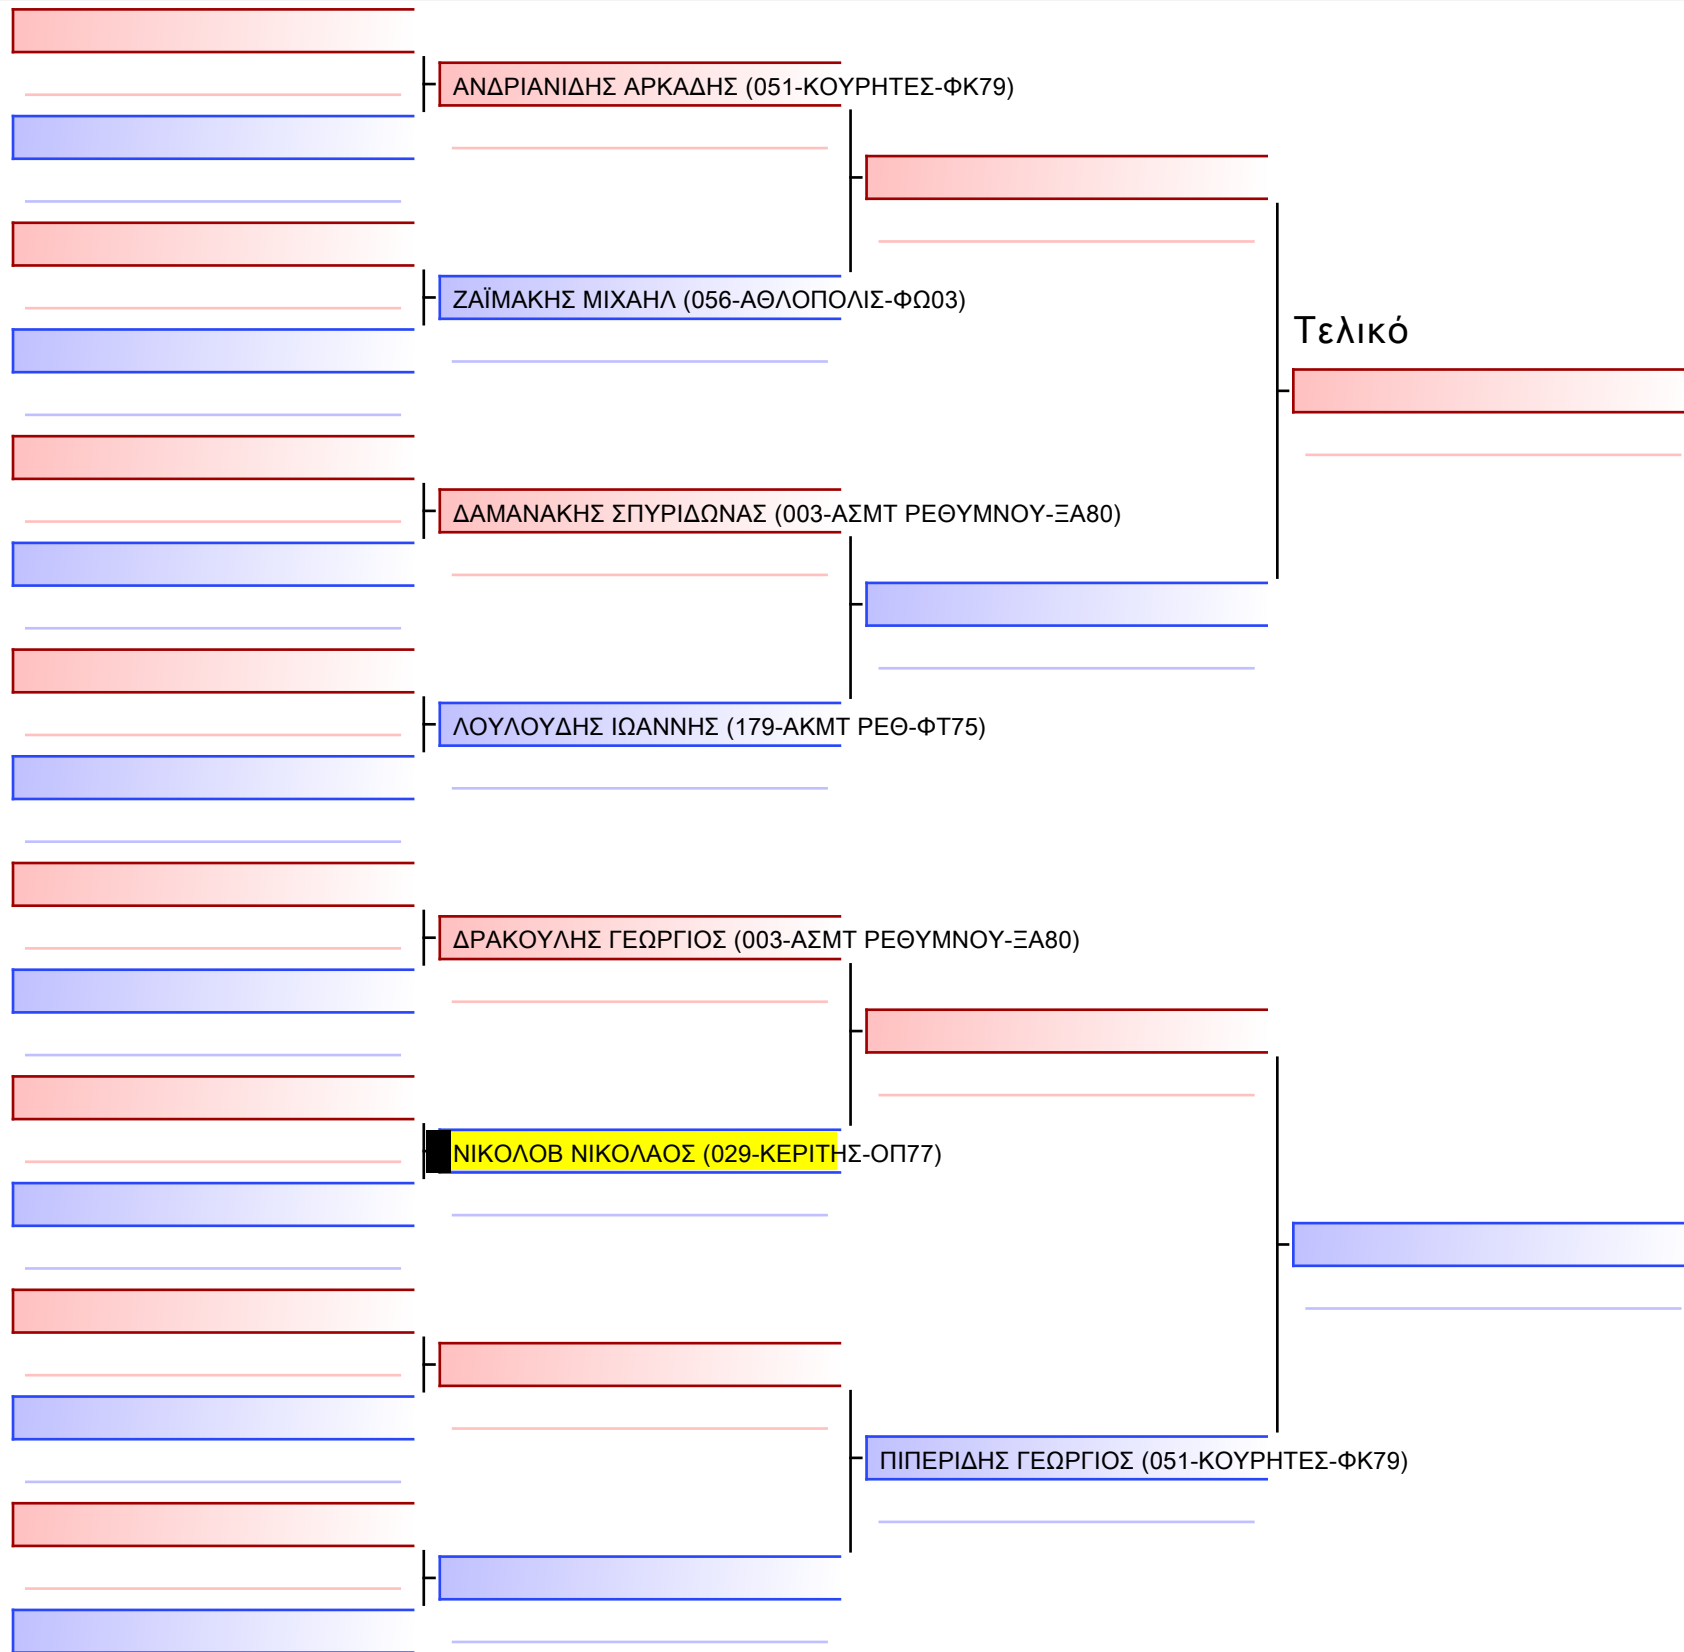 ΑΝΔΡΙΑΝΙΔΗΣ ΑΡΚΑΔΗΣ (051-ΚΟΥΡΗΤΕΣ-ΦΚ79)
ΖΑΪΜΑΚΗΣ ΜΙΧΑΗΛ (056-ΑΘΛΟΠΟΛΙΣ-ΦΩ03)
Τελικό
ΔΑΜΑΝΑΚΗΣ ΣΠΥΡΙΔΩΝΑΣ (003-ΑΣΜΤ ΡΕΘΥΜΝΟΥ-ΞΑ80)
ΛΟΥΛΟΥΔΗΣ ΙΩΑΝΝΗΣ (179-ΑΚΜΤ ΡΕΘ-ΦΤ75)
ΔΡΑΚΟΥΛΗΣ ΓΕΩΡΓΙΟΣ (003-ΑΣΜΤ ΡΕΘΥΜΝΟΥ-ΞΑ80)
ΝΙΚΟΛΟΒ ΝΙΚΟΛΑΟΣ (029-ΚΕΡΙΤΗΣ-ΟΠ77)
ΠΙΠΕΡΙΔΗΣ ΓΕΩΡΓΙΟΣ (051-ΚΟΥΡΗΤΕΣ-ΦΚ79)